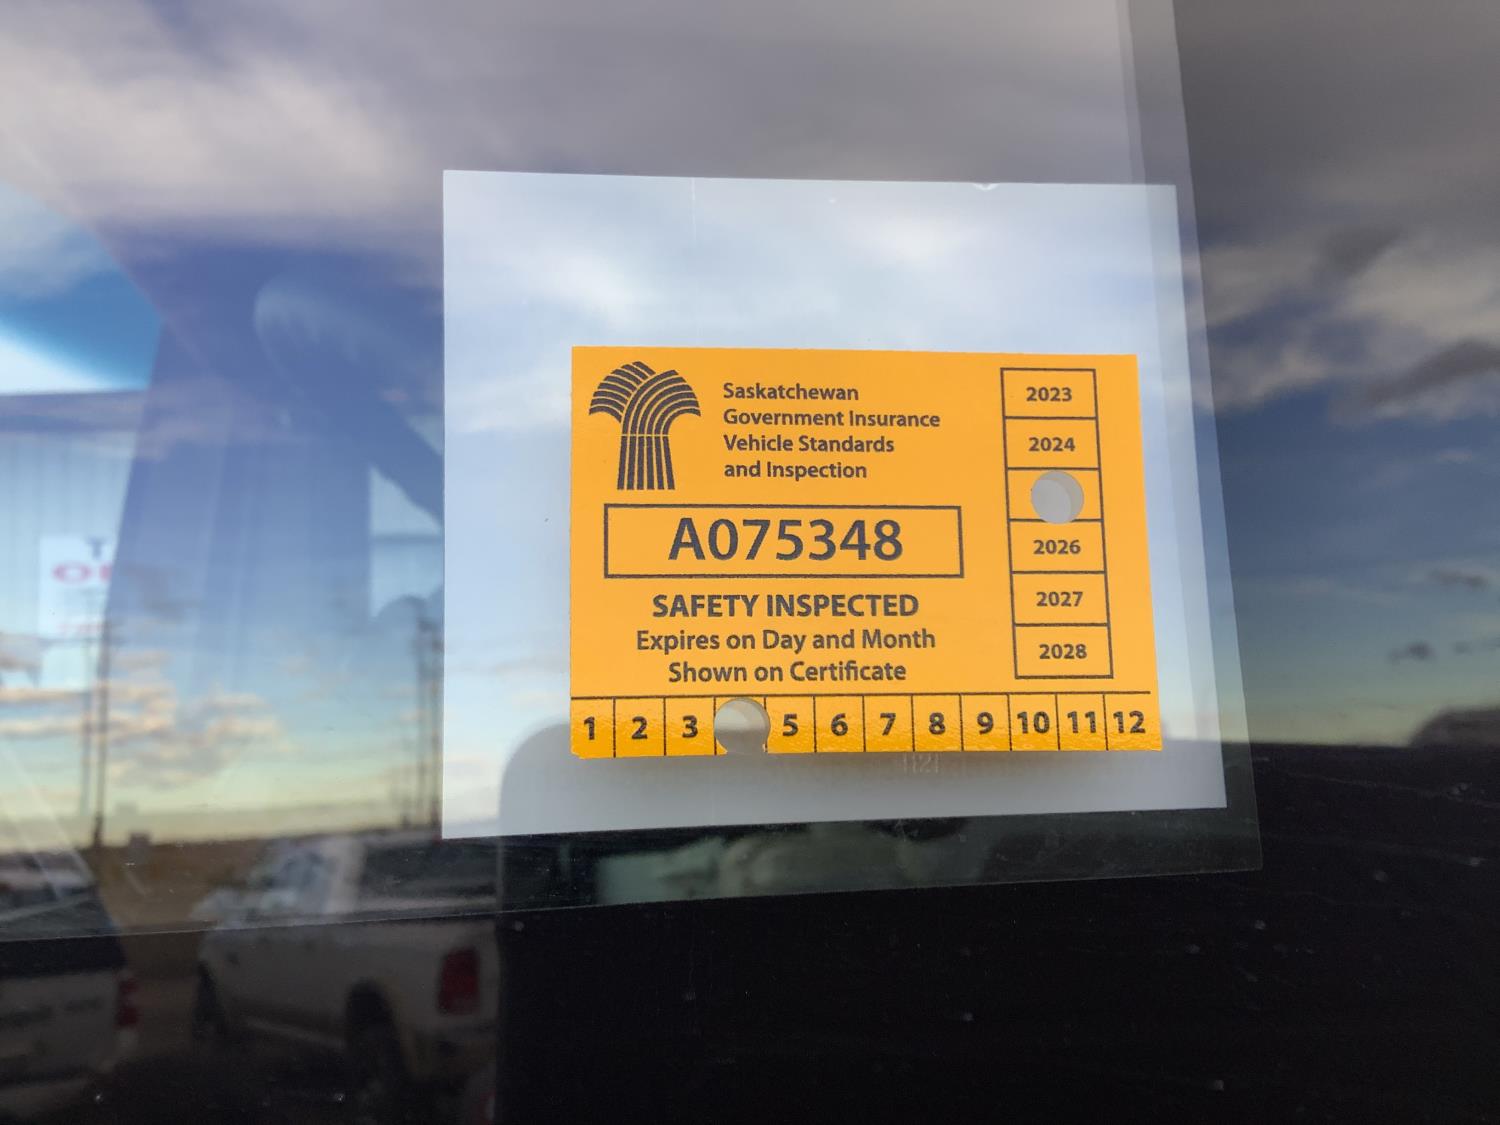 Saskatchewan
Government Insurance
Vehicle Standards
and Inspection
A075348
SAFETY INSPECTED
Expires on Day and Month
Shown on Certificate
2023
2024
2026
2027
2028
1 2 3 5 6 7 8 9 10 11 12